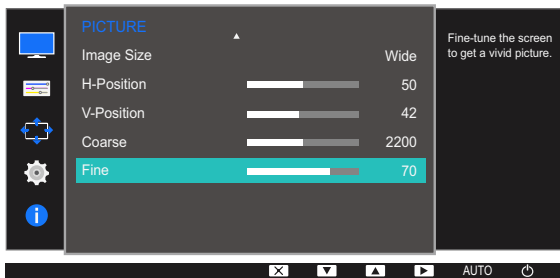 PICTURE
Image Size Wide
H-Position 50
V-Position 42
Coarse 2200
Fine 70
Fine-tune the screen
to get a vivid picture.
AUTO